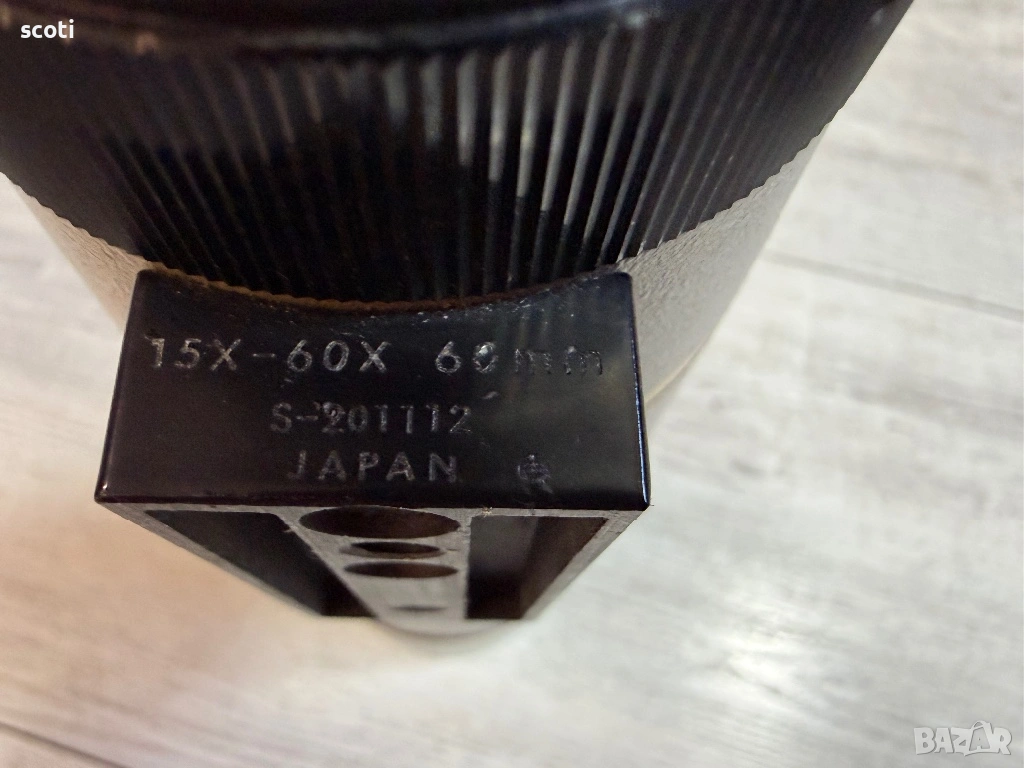 scoti
15X-60X 60mm
S-201112
JAPAN
BAZAR